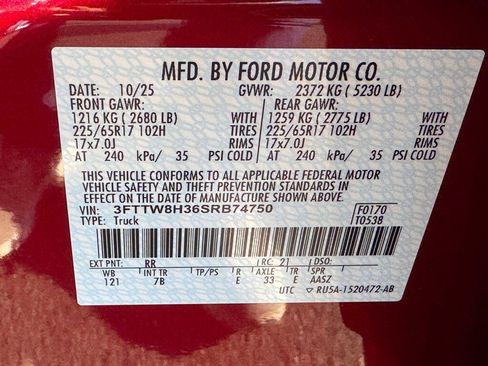 MFD. BY FORD MOTOR CO.
DATE: 10/25 GVWR: 2372 KG ( 5230 LB)
FRONT GAWR: REAR GAWR:
1216 KG ( 2680 LB) WITH 1259 KG ( 2775 LB) WITH
225/65R17 102H TIRES 225/65R17 102H TIRES
17x7.0J RIMS 17x7.0J RIMS
AT 240 kPa/ 35 PSI COLD AT 240 kPa/ 35 PSI COLD
THIS VEHICLE CONFORMS TO ALL APPLICABLE FEDERAL MOTOR
VEHICLE SAFETY AND THEFT PREVENTION STANDARDS IN
EFFECT ON THE DATE OF MANUFACTURE SHOWN ABOVE.
VIN: 3FTTW8H36SRB74750 F0170
TYPE: Truck T0538
EXT PNT: RR RC: 21 DSO:
WB INT TR TP/PS R AXLE TR SPR
121 7B E 33 E AASZ
UTC ▽ RU5A-1520472-AB